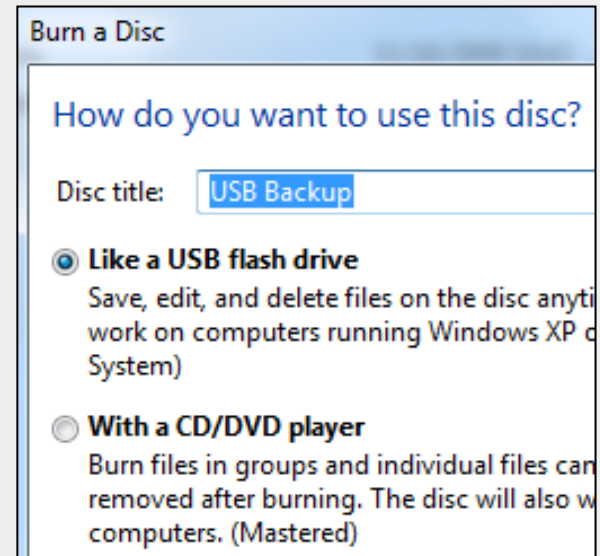 Burn a Disc
How do you want to use this disc?
Disc title: USB Backup
Like a USB flash drive
Save, edit, and delete files on the disc anyti
work on computers running Windows XP o
System)
With a CD/DVD player
Burn files in groups and individual files can
removed after burning. The disc will also w
computers. (Mastered)